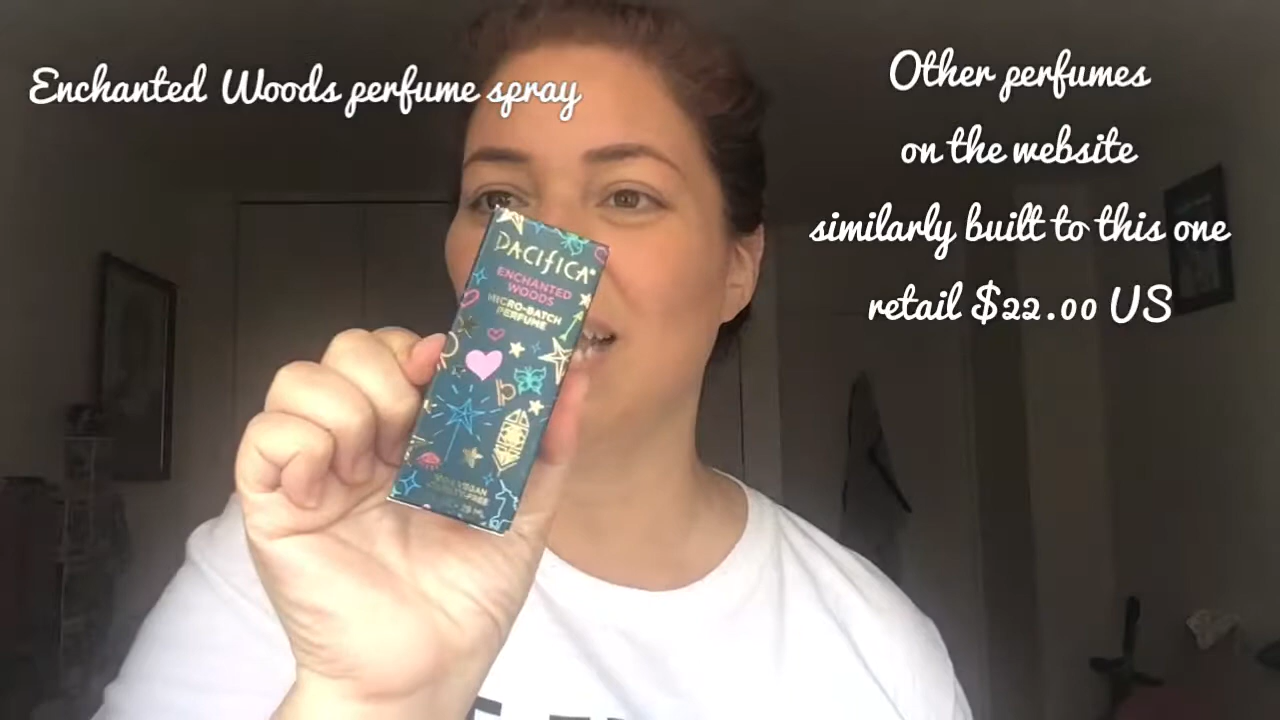 Enchanted Woods perfume spray
Other perfumes
on the website
similarly built to this one
retail $22.00 US
PACIFICA®
ENCHANTED
WOODS
MICRO-BATCH
PERFUME
VEGAN